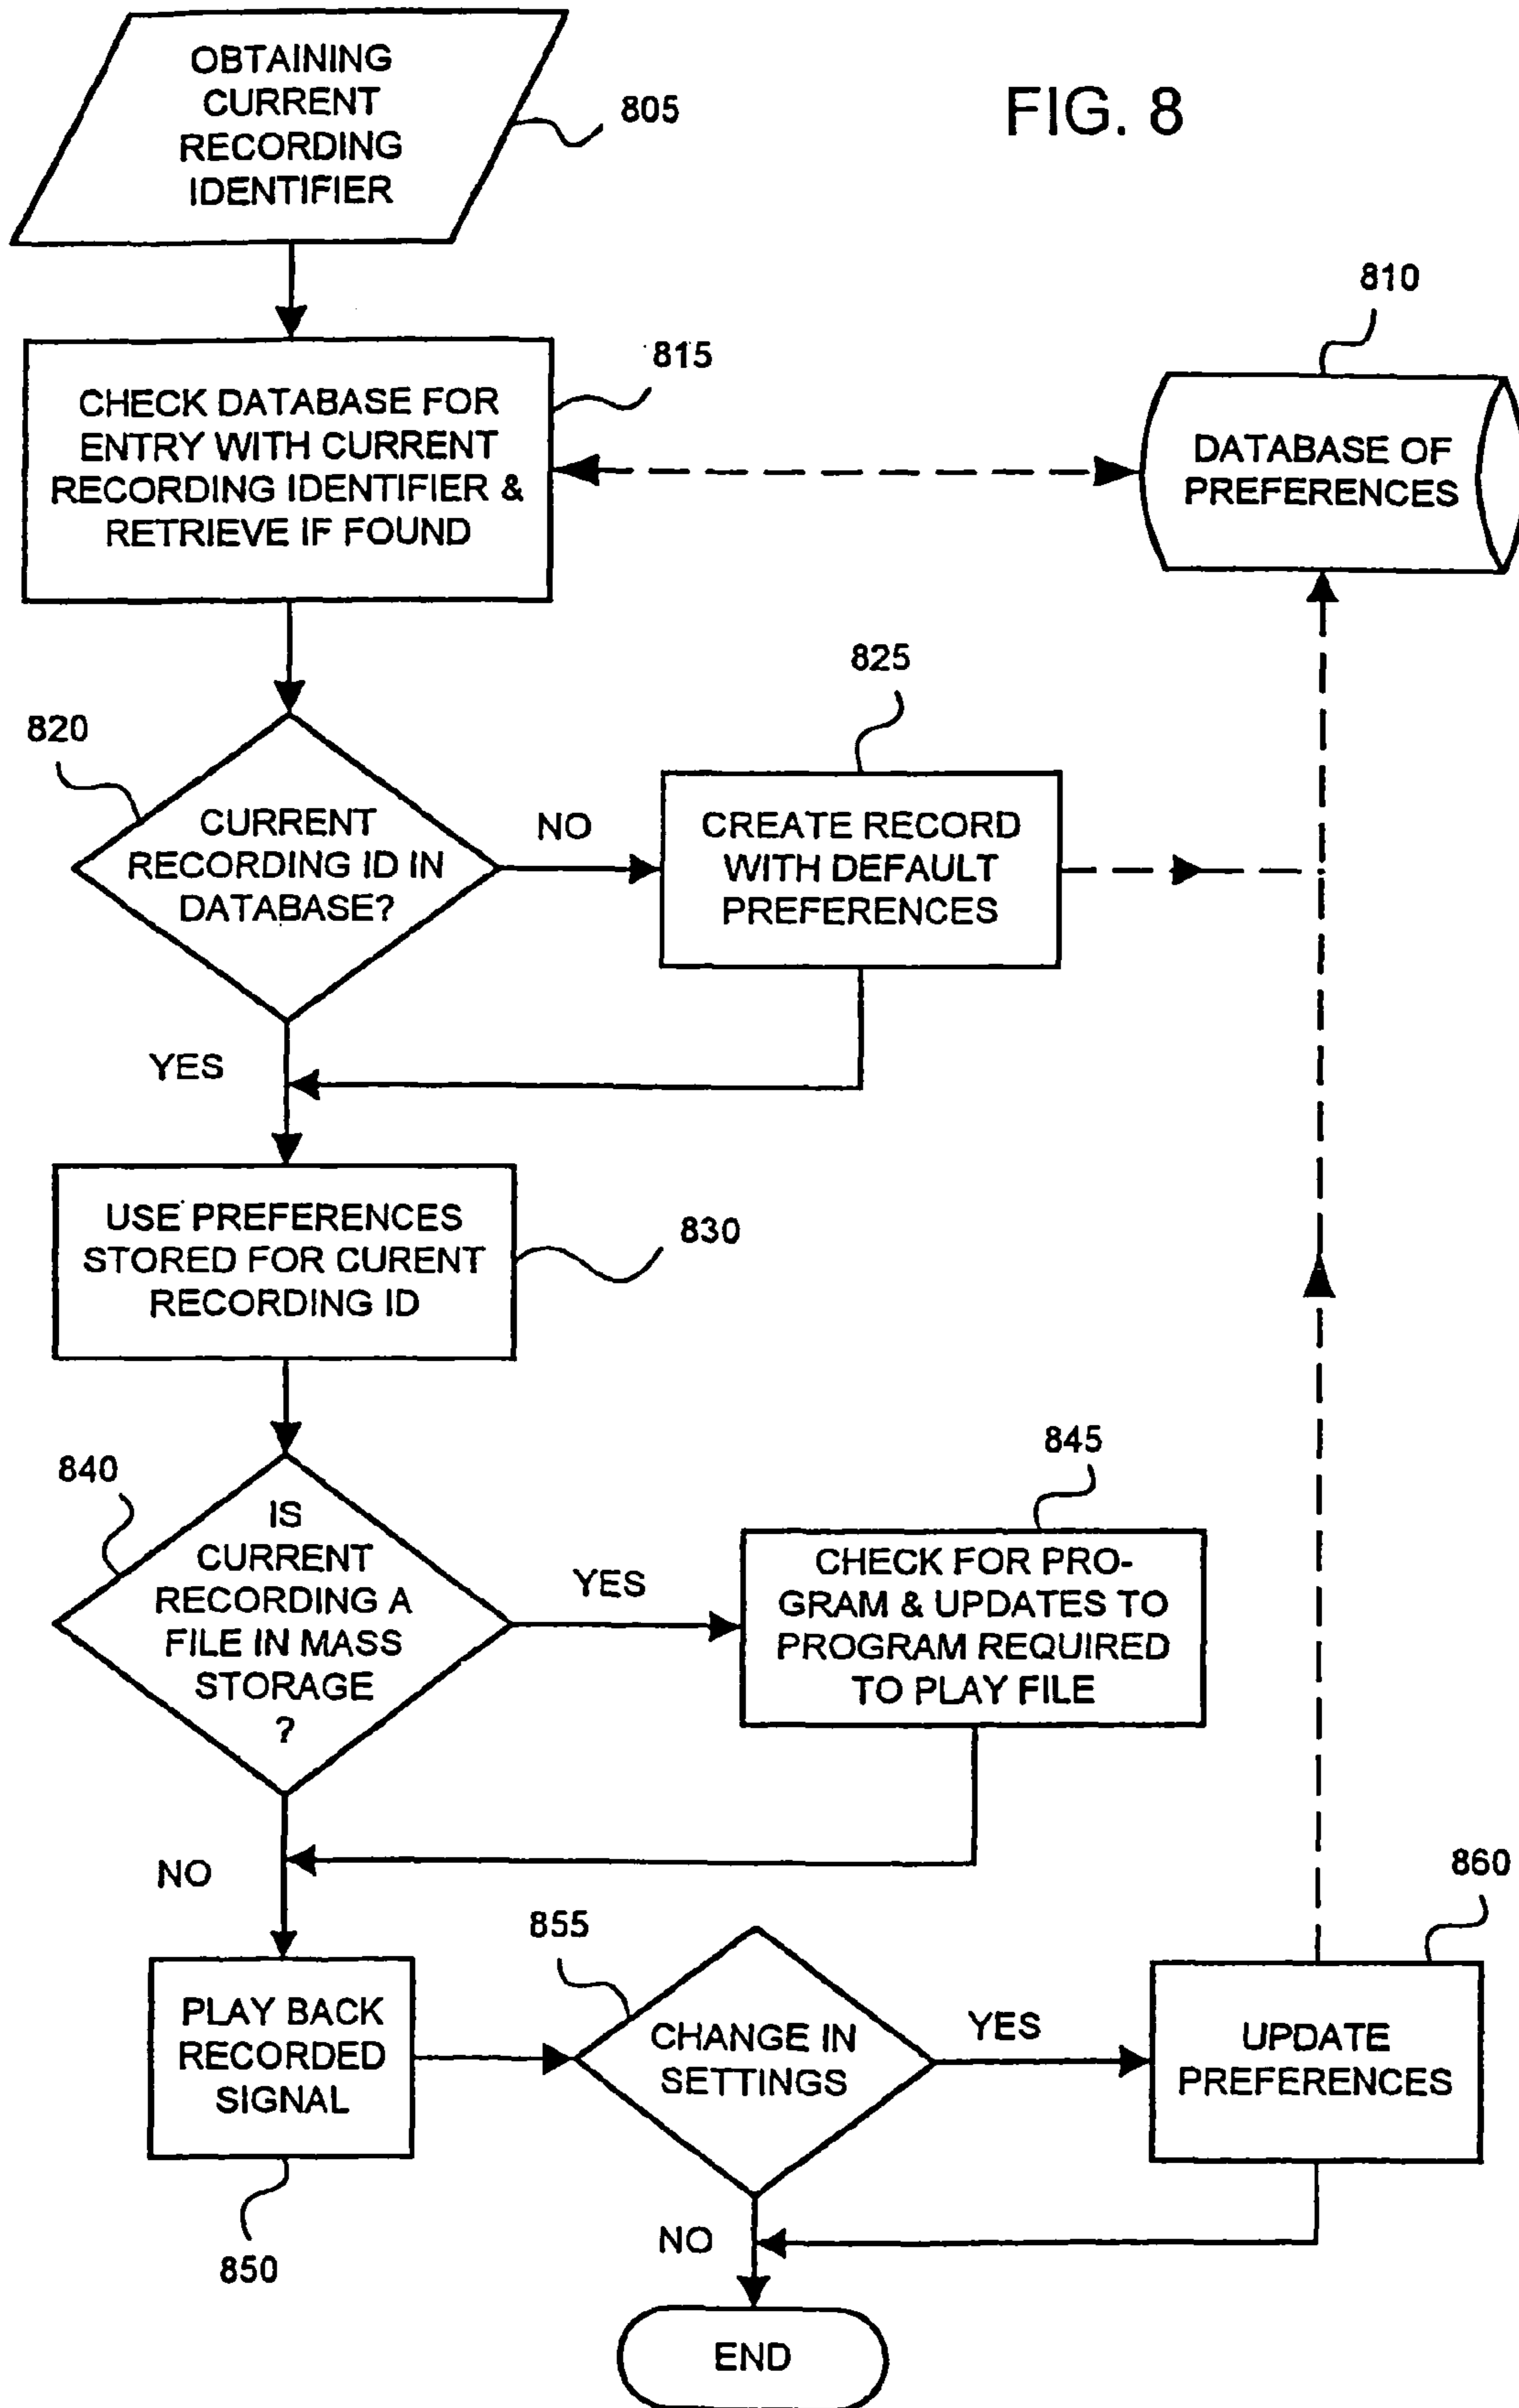 OBTAINING
CURRENT
RECORDING
IDENTIFIER
805
FIG. 8
810
815
CHECK DATABASE FOR
ENTRY WITH CURRENT
RECORDING IDENTIFIER &
RETRIEVE IF FOUND
DATABASE OF
PREFERENCES
820
825
CURRENT
RECORDING ID IN
DATABASE?
NO
CREATE RECORD
WITH DEFAULT
PREFERENCES
YES
USE PREFERENCES
STORED FOR CURENT
RECORDING ID
830
840
845
IS
CURRENT
RECORDING A
FILE IN MASS
STORAGE
?
YES
CHECK FOR PRO-
GRAM & UPDATES TO
PROGRAM REQUIRED
TO PLAY FILE
NO
855
860
PLAY BACK
RECORDED
SIGNAL
CHANGE IN
SETTINGS
YES
UPDATE
PREFERENCES
850
NO
END